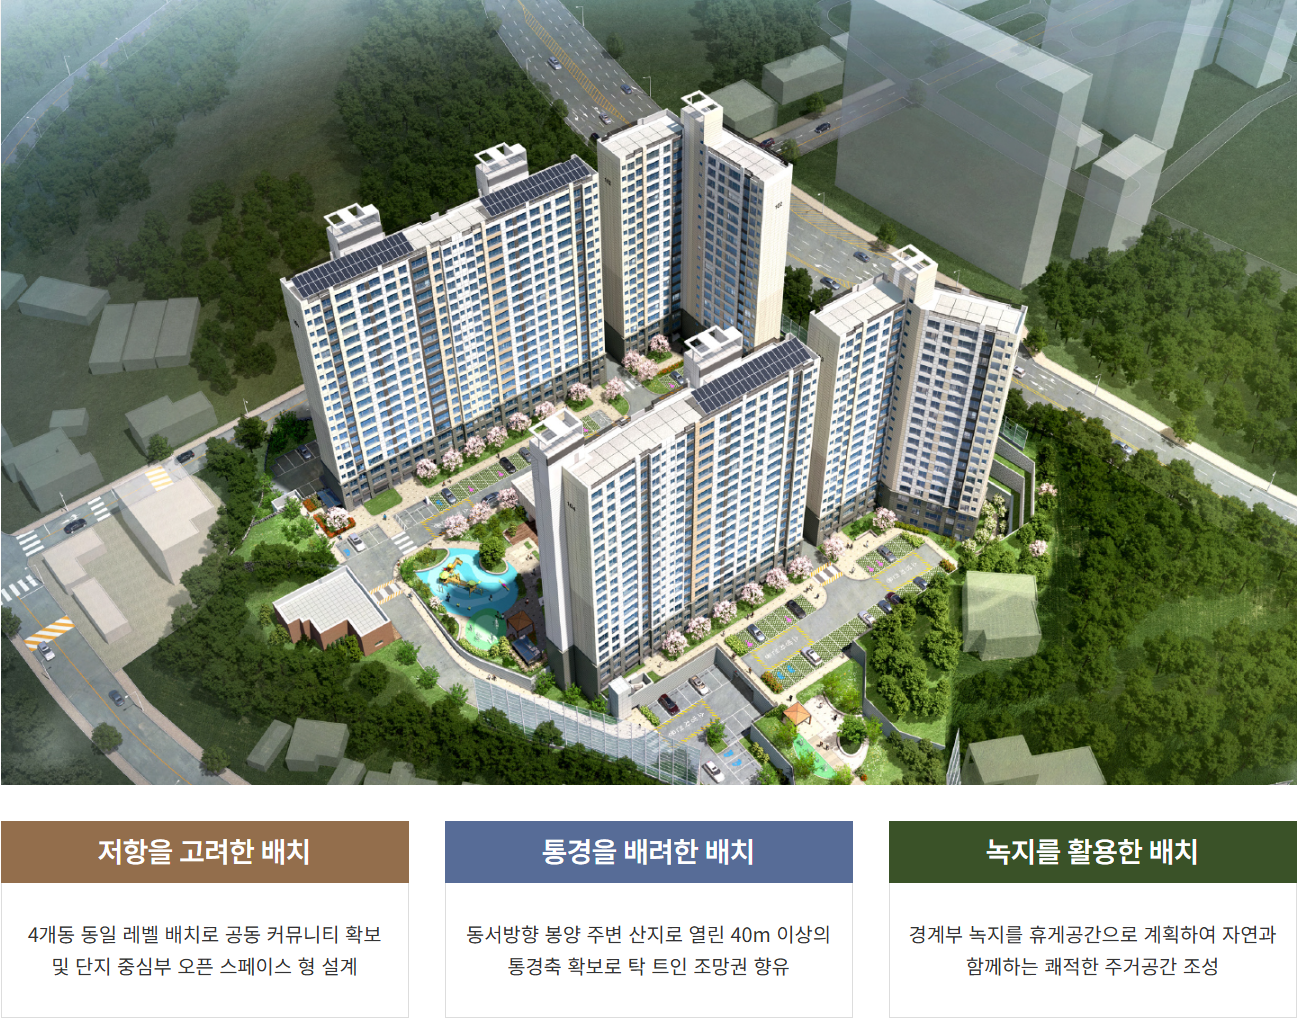 저항을 고려한 배치
4개동 동일 레벨 배치로 공동 커뮤니티 확보
및 단지 중심부 오픈 스페이스 형 설계
통경을 배려한 배치
동서방향 봉양 주변 산지로 열린 40m 이상의
통경축 확보로 탁 트인 조망권 향유
녹지를 활용한 배치
경계부 녹지를 휴게공간으로 계획하여 자연과
함께하는 쾌적한 주거공간 조성